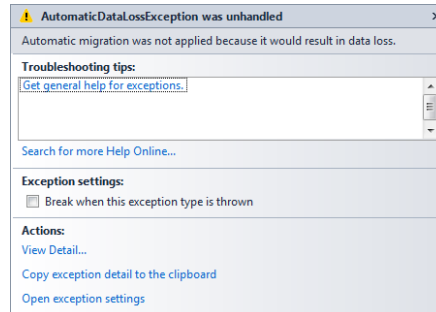 AutomaticDataLossException was unhandled
Automatic migration was not applied because it would result in data loss.
Troubleshooting tips:
Get general help for exceptions.
Search for more Help Online...
Exception settings:
Break when this exception type is thrown
Actions:
View Detail...
Copy exception detail to the clipboard
Open exception settings